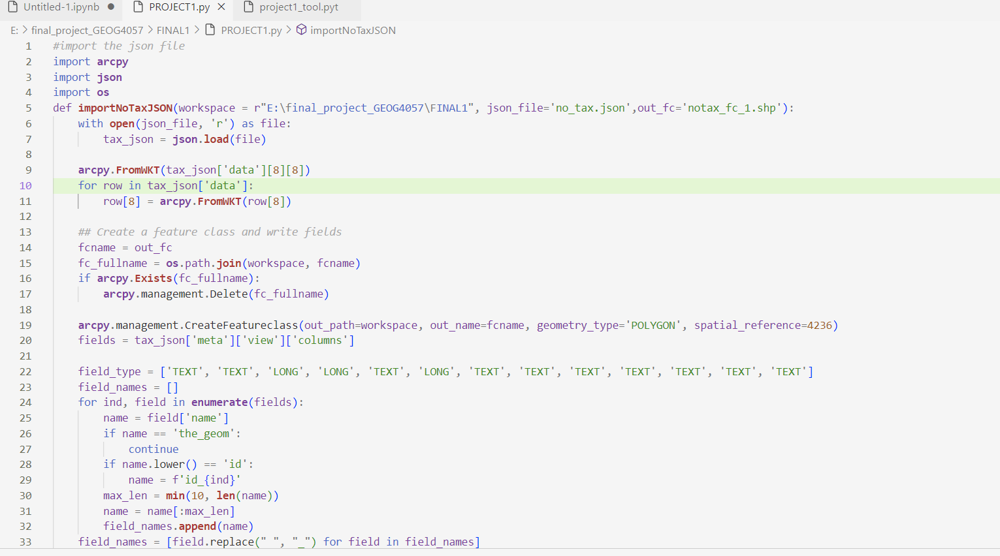 Untitled-1.ipynb ● PROJECT1.py × project1_tool.pyt
E: > final_project_GEOG4057 > FINAL1 > PROJECT1.py > importNoTaxJSON
1 #import the json file
2 import arcpy
3 import json
4 import os
5 def importNoTaxJSON(workspace = r"E:\final_project_GEOG4057\FINAL1", json_file='no_tax.json',out_fc='notax_fc_1.shp'):
6     with open(json_file, 'r') as file:
7         tax_json = json.load(file)
8
9     arcpy.FromWKT(tax_json['data'][8][8])
10     for row in tax_json['data']:
11         row[8] = arcpy.FromWKT(row[8])
12
13     ## Create a feature class and write fields
14     fcname = out_fc
15     fc_fullname = os.path.join(workspace, fcname)
16     if arcpy.Exists(fc_fullname):
17         arcpy.management.Delete(fc_fullname)
18
19     arcpy.management.CreateFeatureclass(out_path=workspace, out_name=fcname, geometry_type='POLYGON', spatial_reference=4236)
20     fields = tax_json['meta']['view']['columns']
21
22     field_type = ['TEXT', 'TEXT', 'LONG', 'LONG', 'TEXT', 'LONG', 'TEXT', 'TEXT', 'TEXT', 'TEXT', 'TEXT', 'TEXT', 'TEXT']
23     field_names = []
24     for ind, field in enumerate(fields):
25         name = field['name']
26         if name == 'the_geom':
27             continue
28         if name.lower() == 'id':
29             name = f'id_{ind}'
30         max_len = min(10, len(name))
31         name = name[:max_len]
32         field_names.append(name)
33     field_names = [field.replace(" ", "_") for field in field_names]